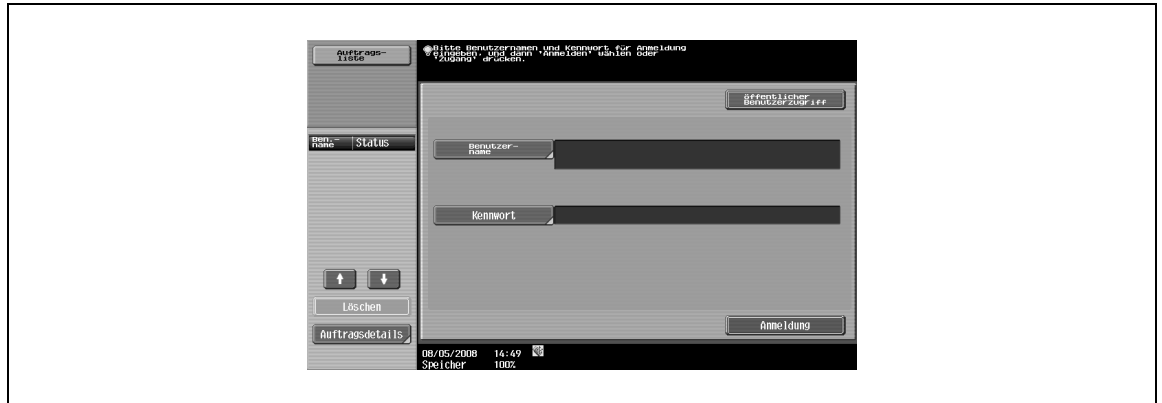 Auftrags-
liste
Bitte Benutzernamen und Kennwort für Anmeldung
eingeben, und dann 'Anmelden' wählen oder
'Zugang' drücken.
öffentlicher
Benutzerzugriff
Ben.-
name
Status
Benutzer-
name
Kennwort
Löschen
Auftragsdetails
Anmeldung
08/05/2008 14:49
Speicher 100%